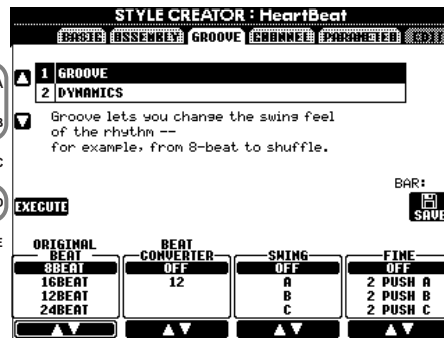 STYLE CREATOR : HeartBeat
BASIC ASSEMBLY GROOVE CHANNEL PARAMETER EDIT
A
1 GROOVE
2 DYNAMICS
B
Groove lets you change the swing feel
of the rhythm --
for example, from 8-beat to shuffle.
C
BAR:
D
EXECUTE
SAVE
E
ORIGINAL BEAT
BEAT CONVERTER
SWING
FINE
8BEAT OFF OFF OFF
16BEAT 12 A 2 PUSH A
12BEAT B 2 PUSH B
24BEAT C 2 PUSH C